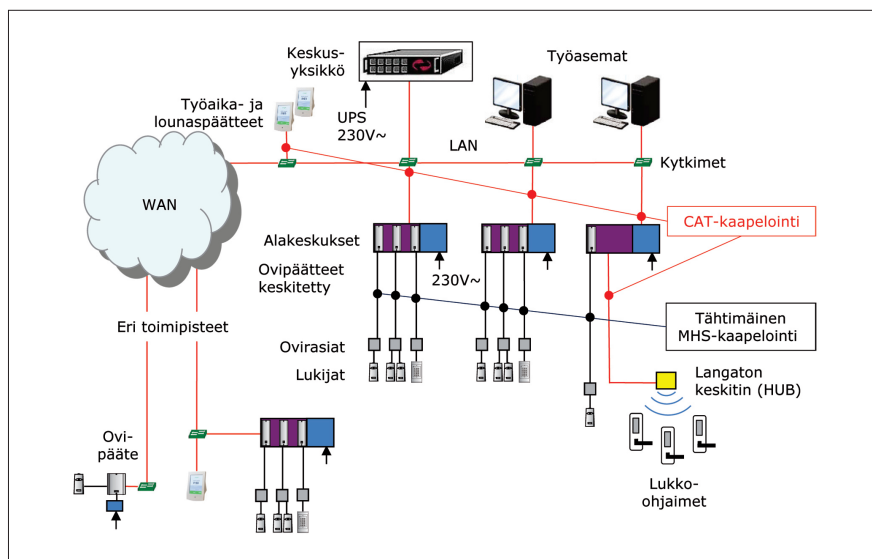 Keskus-
yksikkö
Työasemat
Työaika- ja
lounaspäätteet
UPS
230V~
LAN
Kytkimet
WAN
CAT-kaapelointi
Alakeskukset
Ovipäätteet
keskitetty
230V~
Eri toimipisteet
Tähtimäinen
MHS-kaapelointi
Ovirasiat
Lukijat
Langaton
keskitin (HUB)
Ovi-
pääte
Lukko-
ohjaimet